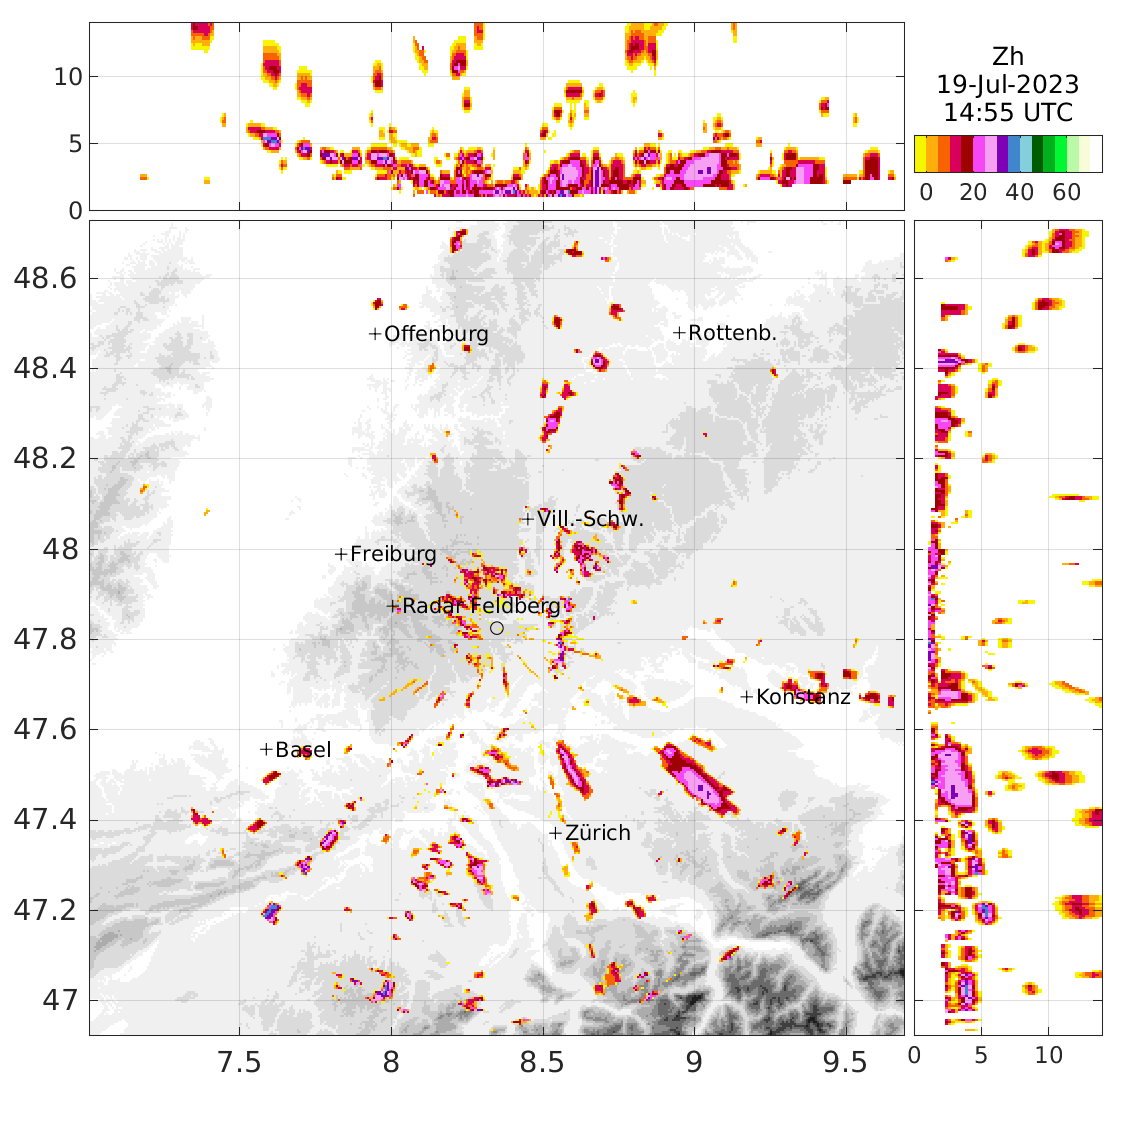 10
5
0
Zh
19-Jul-2023
14:55 UTC
0 20 40 60
48.6
48.4
48.2
48
47.8
47.6
47.4
47.2
47
+Offenburg
+Rottenb.
+Vill.-Schw.
+Freiburg
+Radar Feldberg
+Konstanz
+Basel
+Zürich
7.5 8 8.5 9 9.5
0 5 10